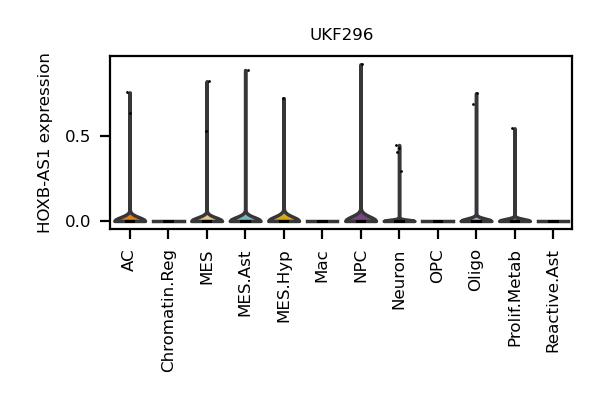 UKF296
HOXB-AS1 expression
0.5
0.0
AC
Chromatin.Reg
MES
MES.Ast
MES.Hyp
Mac
NPC
Neuron
OPC
Oligo
Prolif.Metab
Reactive.Ast